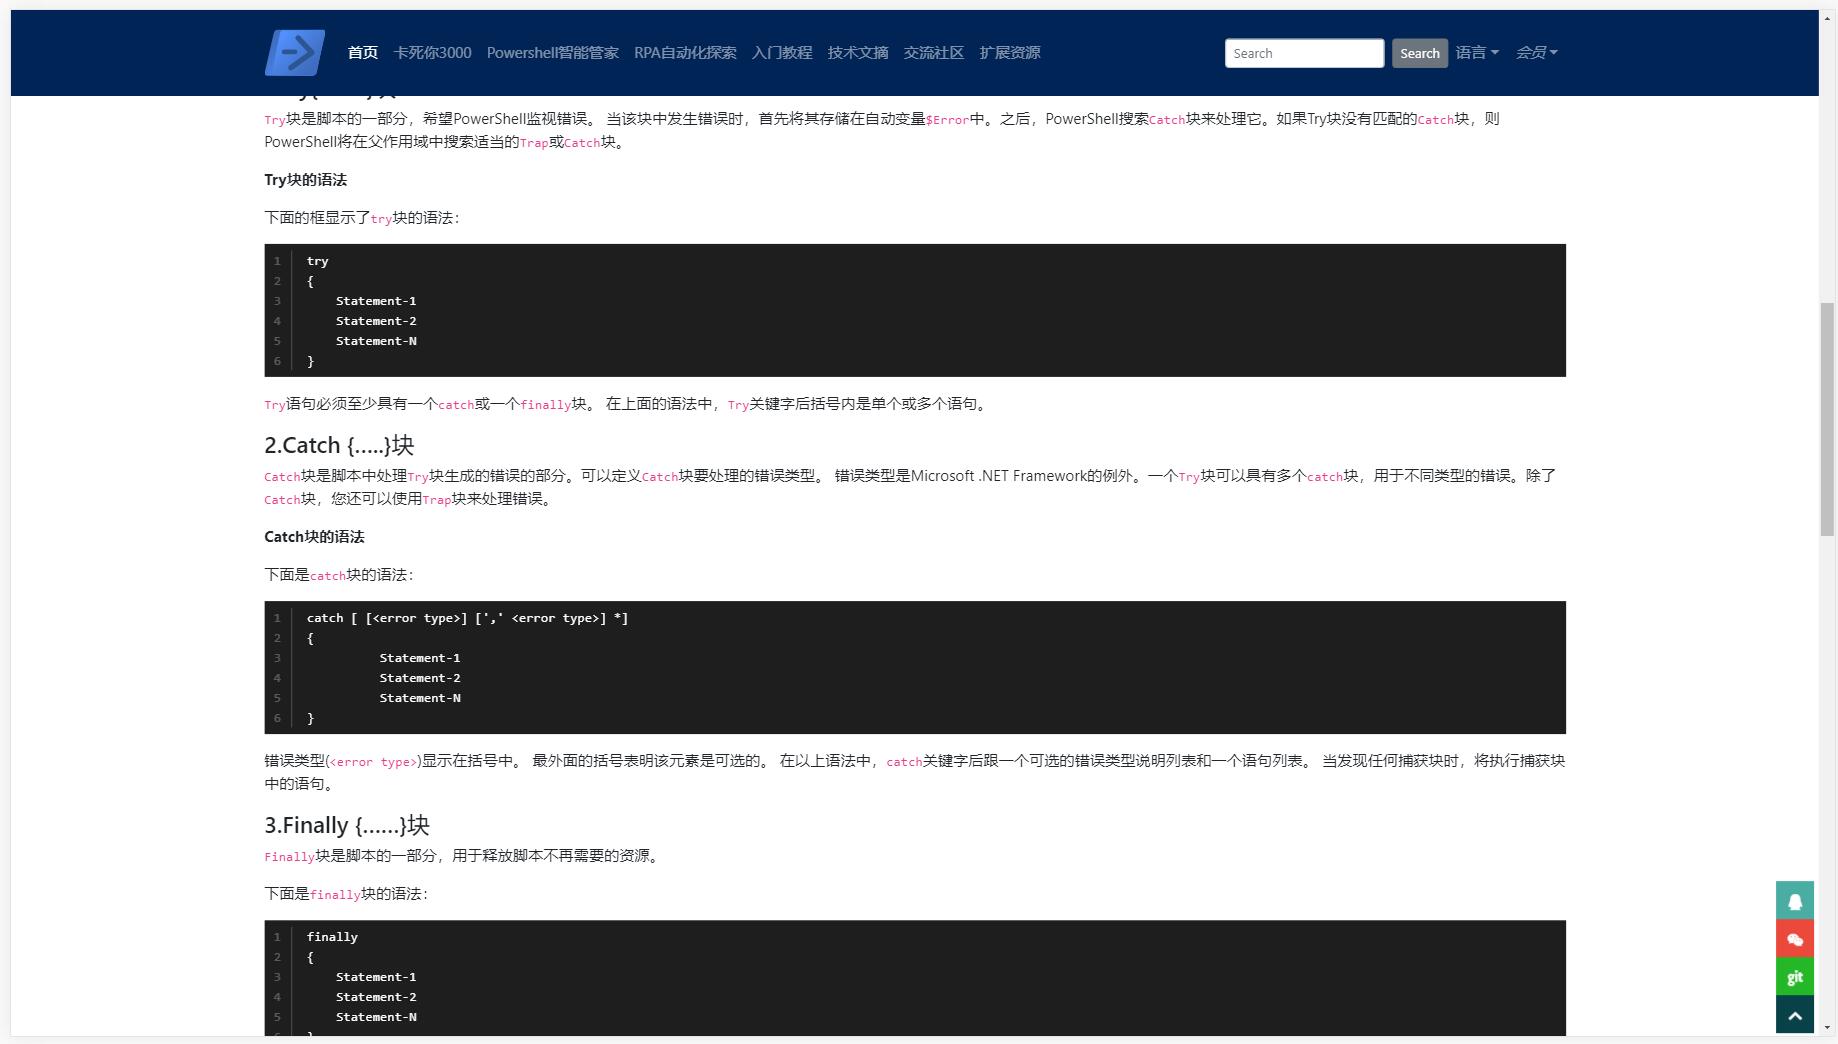 首页 卡死你3000 Powershell智能管家 RPA自动化探索 入门教程 技术文摘 交流社区 扩展资源 Search Search 语言 会员
Try块是脚本的一部分，希望PowerShell监视错误。 当该块中发生错误时，首先将其存储在自动变量$Error中。之后，PowerShell搜索Catch块来处理它。如果Try块没有匹配的Catch块，则
PowerShell将在父作用域中搜索适当的Trap或Catch块。
Try块的语法
下面的框显示了try块的语法：
1 try
2 {
3 Statement-1
4 Statement-2
5 Statement-N
6 }
Try语句必须至少具有一个catch或一个finally块。 在上面的语法中，Try关键字后括号内是单个或多个语句。
2.Catch {.....}块
Catch块是脚本中处理Try块生成的错误的部分。可以定义Catch块要处理的错误类型。 错误类型是Microsoft .NET Framework的例外。一个Try块可以具有多个catch块，用于不同类型的错误。除了
Catch块，您还可以使用Trap块来处理错误。
Catch块的语法
下面是catch块的语法：
1 catch [ [<error type>] [',' <error type>] *]
2 {
3 Statement-1
4 Statement-2
5 Statement-N
6 }
错误类型(<error type>)显示在括号中。 最外面的括号表明该元素是可选的。 在以上语法中，catch关键字后跟一个可选的错误类型说明列表和一个语句列表。 当发现任何捕获块时，将执行捕获块
中的语句。
3.Finally {......}块
Finally块是脚本的一部分，用于释放脚本不再需要的资源。
下面是finally块的语法：
1 finally
2 {
3 Statement-1
4 Statement-2
5 Statement-N
git